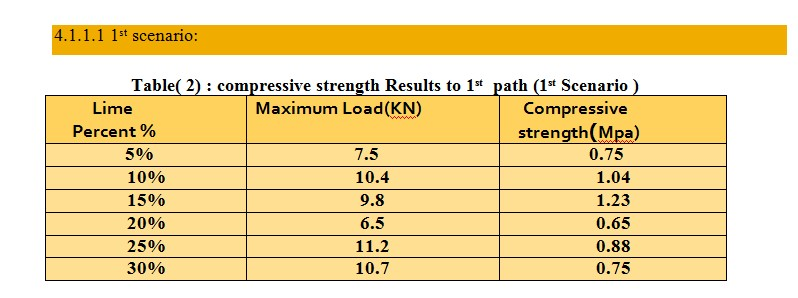 4.1.1.1 1st scenario:
Table( 2) : compressive strength Results to 1st path (1st Scenario )
Lime Percent % Maximum Load(KN) Compressive strength(Mpa)
5% 7.5 0.75
10% 10.4 1.04
15% 9.8 1.23
20% 6.5 0.65
25% 11.2 0.88
30% 10.7 0.75